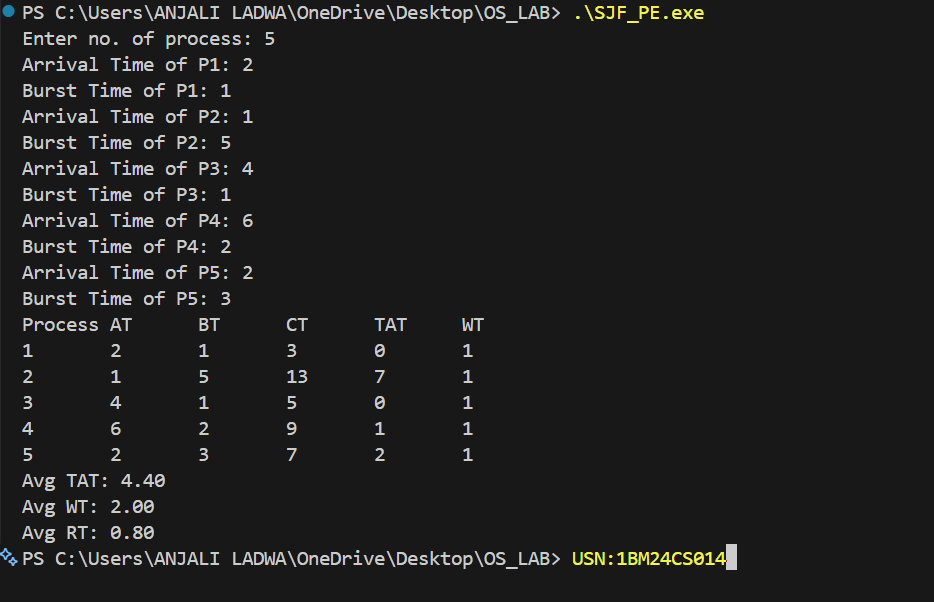 PS C:\Users\ANJALI LADWA\OneDrive\Desktop\OS_LAB> .\SJF_PE.exe
Enter no. of process: 5
Arrival Time of P1: 2
Burst Time of P1: 1
Arrival Time of P2: 1
Burst Time of P2: 5
Arrival Time of P3: 4
Burst Time of P3: 1
Arrival Time of P4: 6
Burst Time of P4: 2
Arrival Time of P5: 2
Burst Time of P5: 3
Process AT      BT      CT      TAT     WT
1       2       1       3       0       1
2       1       5       13      7       1
3       4       1       5       0       1
4       6       2       9       1       1
5       2       3       7       2       1
Avg TAT: 4.40
Avg WT: 2.00
Avg RT: 0.80
PS C:\Users\ANJALI LADWA\OneDrive\Desktop\OS_LAB> USN:1BM24CS014